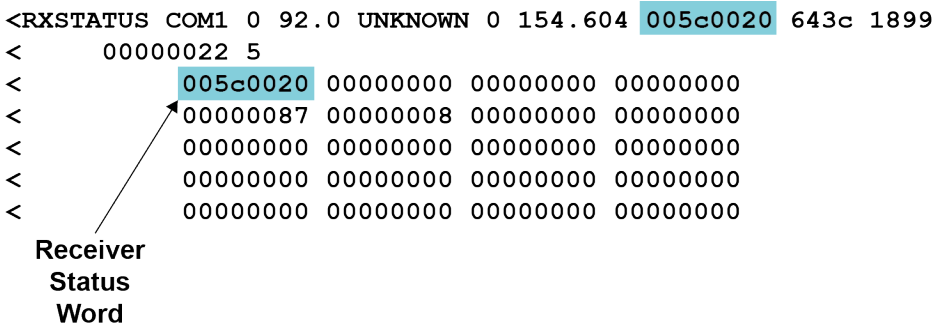 <RXSTATUS COM1 0 92.0 UNKNOWN 0 154.604 005c0020 643c 1899
< 00000022 5
< 005c0020 00000000 00000000 00000000
< 00000087 00000008 00000000 00000000
< 00000000 00000000 00000000 00000000
< 00000000 00000000 00000000 00000000
< 00000000 00000000 00000000 00000000
Receiver
Status
Word